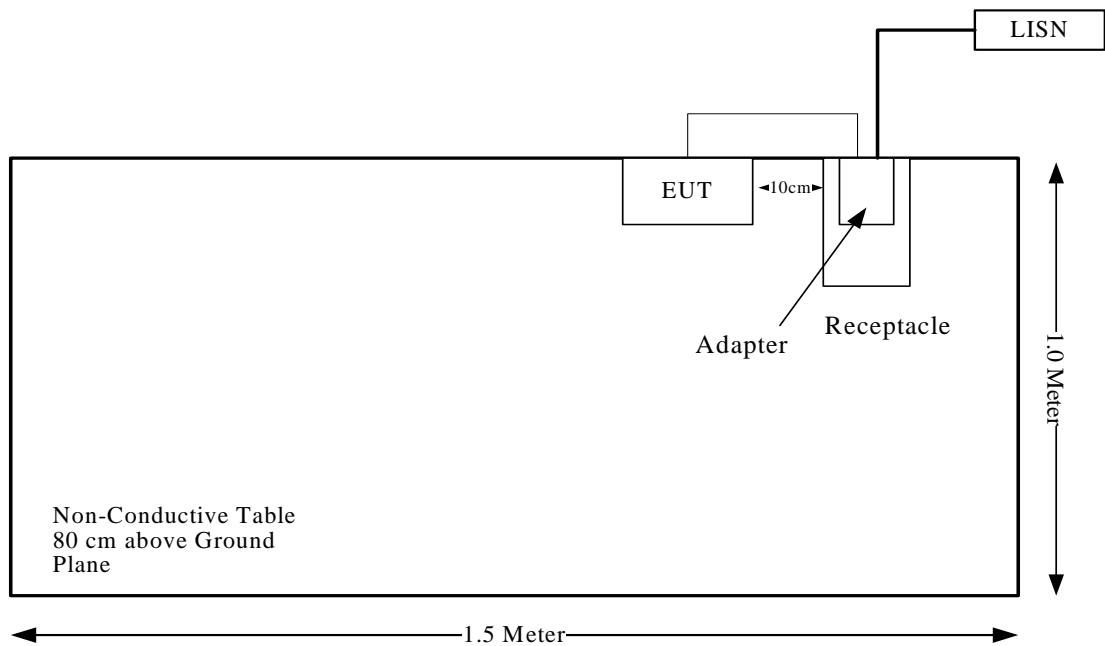 LISN
EUT
10cm
Adapter
Receptacle
1.0 Meter
Non-Conductive Table
80 cm above Ground
Plane
1.5 Meter